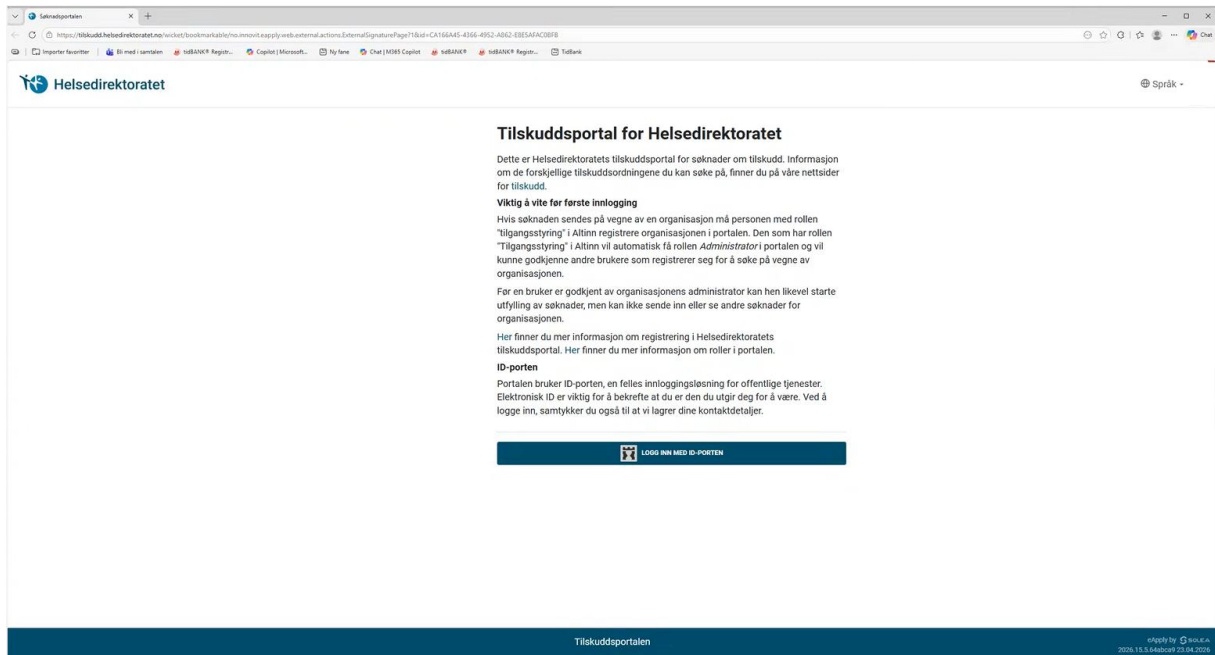 Søknadsportalen
https://tilskudd.helsedirektoratet.no/wicket/bookmarkable/no.innovit.eapply.web.external.actions.ExternalSignaturePage?18&id=CA166A45-4366-4952-A862-E8E5AFAC0BFB
Importer favoritter
Bli med i samtalen
tidBANK® Registr...
Copilot | Microsoft...
Ny fane
Chat | M365 Copilot
tidBANK®
tidBANK® Registr...
TidBank
Chat
Helsedirektoratet
Språk
Tilskuddsportal for Helsedirektoratet
Dette er Helsedirektoratets tilskuddsportal for søknader om tilskudd. Informasjon
om de forskjellige tilskuddsordningene du kan søke på, finner du på våre nettsider
for tilskudd.
Viktig å vite før første innlogging
Hvis søknaden sendes på vegne av en organisasjon må personen med rollen
"tilgangsstyring" i Altinn registrere organisasjonen i portalen. Den som har rollen
"Tilgangsstyring" i Altinn vil automatisk få rollen Administrator i portalen og vil
kunne godkjenne andre brukere som registrerer seg for å søke på vegne av
organisasjonen.
Før en bruker er godkjent av organisasjonens administrator kan hen likevel starte
utfylling av søknader, men kan ikke sende inn eller se andre søknader for
organisasjonen.
Her finner du mer informasjon om registrering i Helsedirektoratets
tilskuddsportal. Her finner du mer informasjon om roller i portalen.
ID-porten
Portalen bruker ID-porten, en felles innloggingsløsning for offentlige tjenester.
Elektronisk ID er viktig for å bekrefte at du er den du utgir deg for å være. Ved å
logge inn, samtykker du også til at vi lagrer dine kontaktdetaljer.
LOGG INN MED ID-PORTEN
Tilskuddsportalen
eApply by SOLEA
2026.15.5.64abca9 23.04.2026